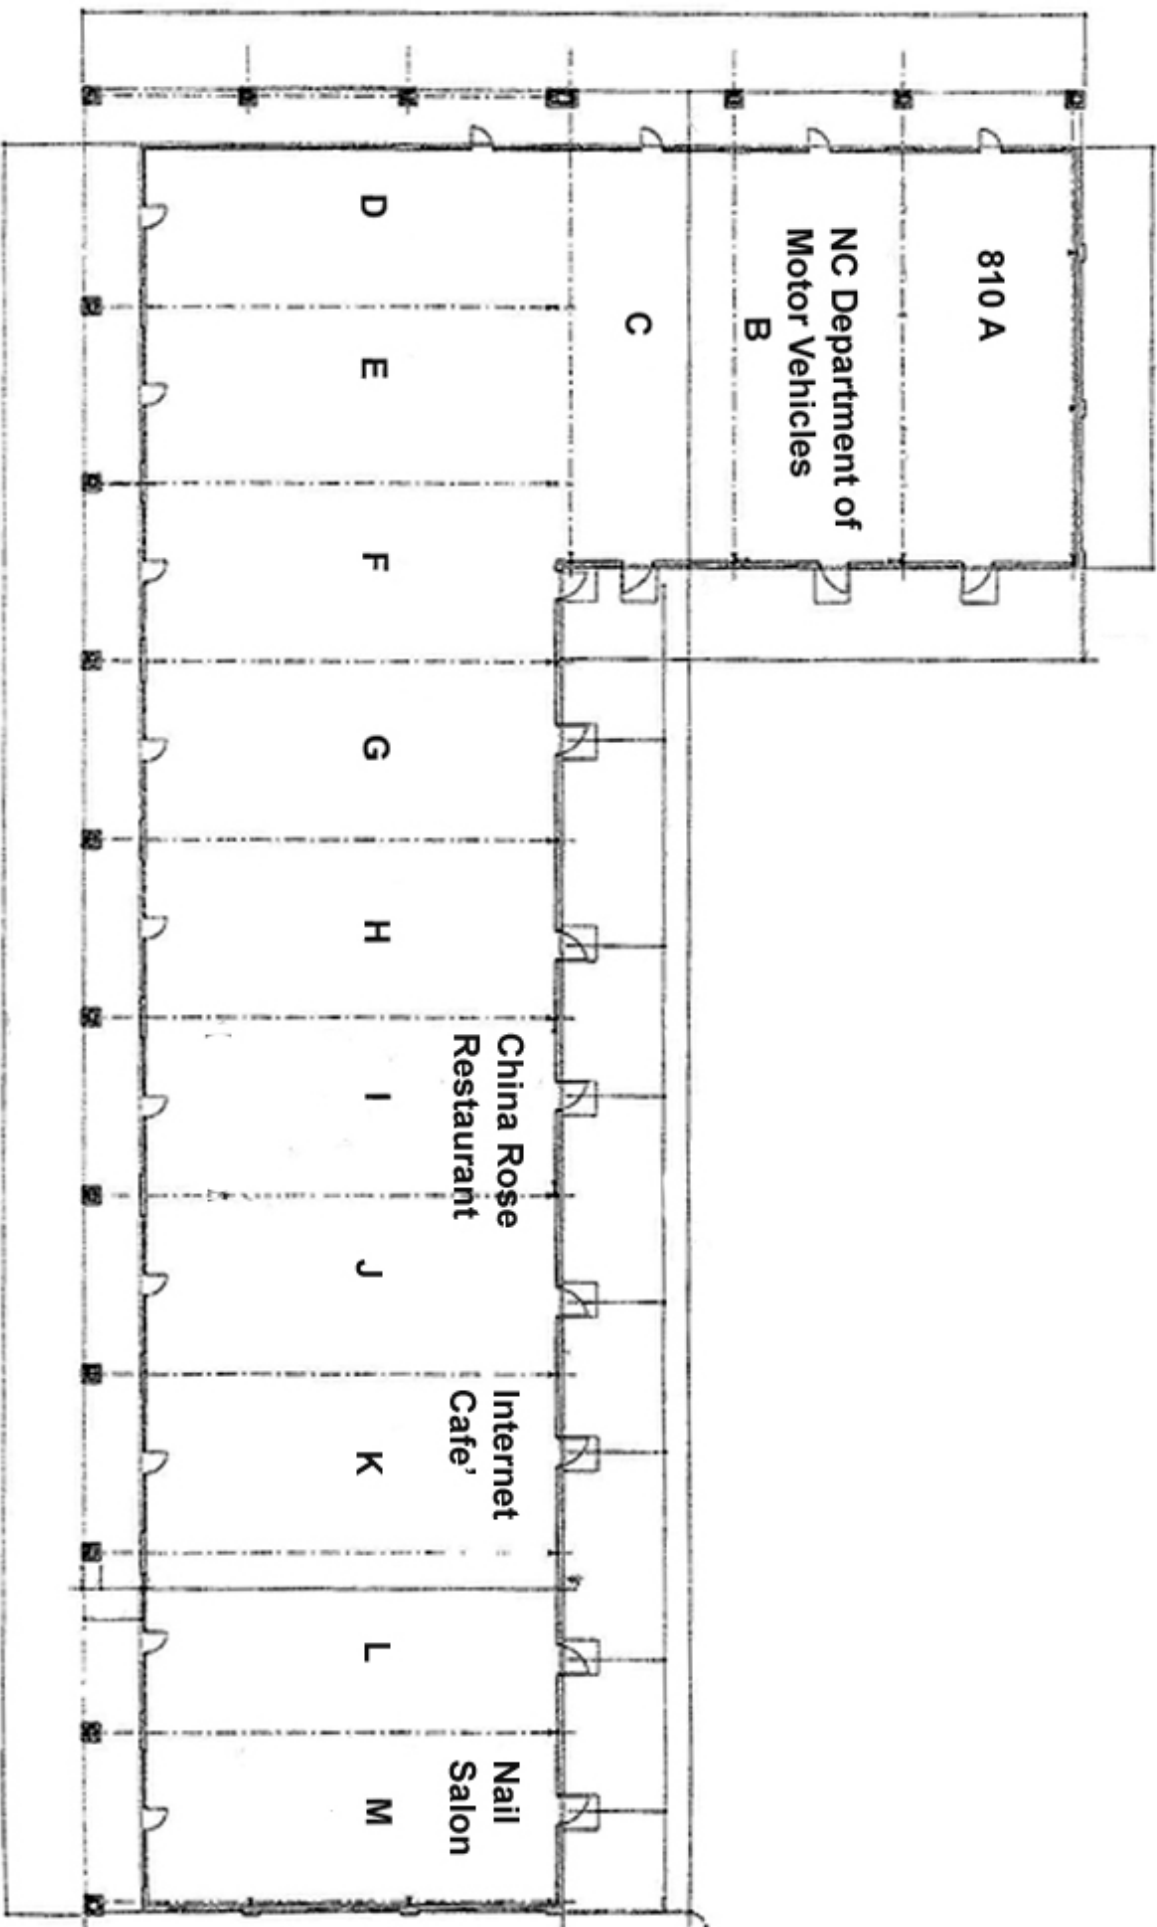 810 A
NC Department of
Motor Vehicles
B
C
D
E
F
G
H
China Rose
Restaurant
I
J
Internet
Cafe'
K
L
Nail
Salon
M